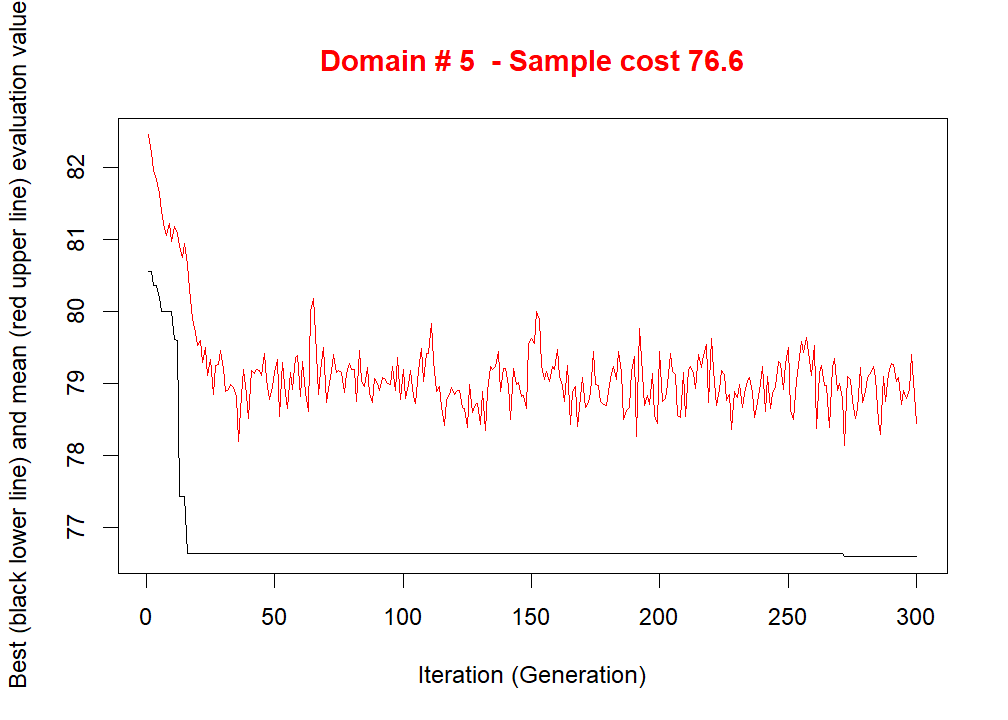 Domain # 5  - Sample cost 76.6
Best (black lower line) and mean (red upper line) evaluation value
82
81
80
79
78
77
0 50 100 150 200 250 300
Iteration (Generation)